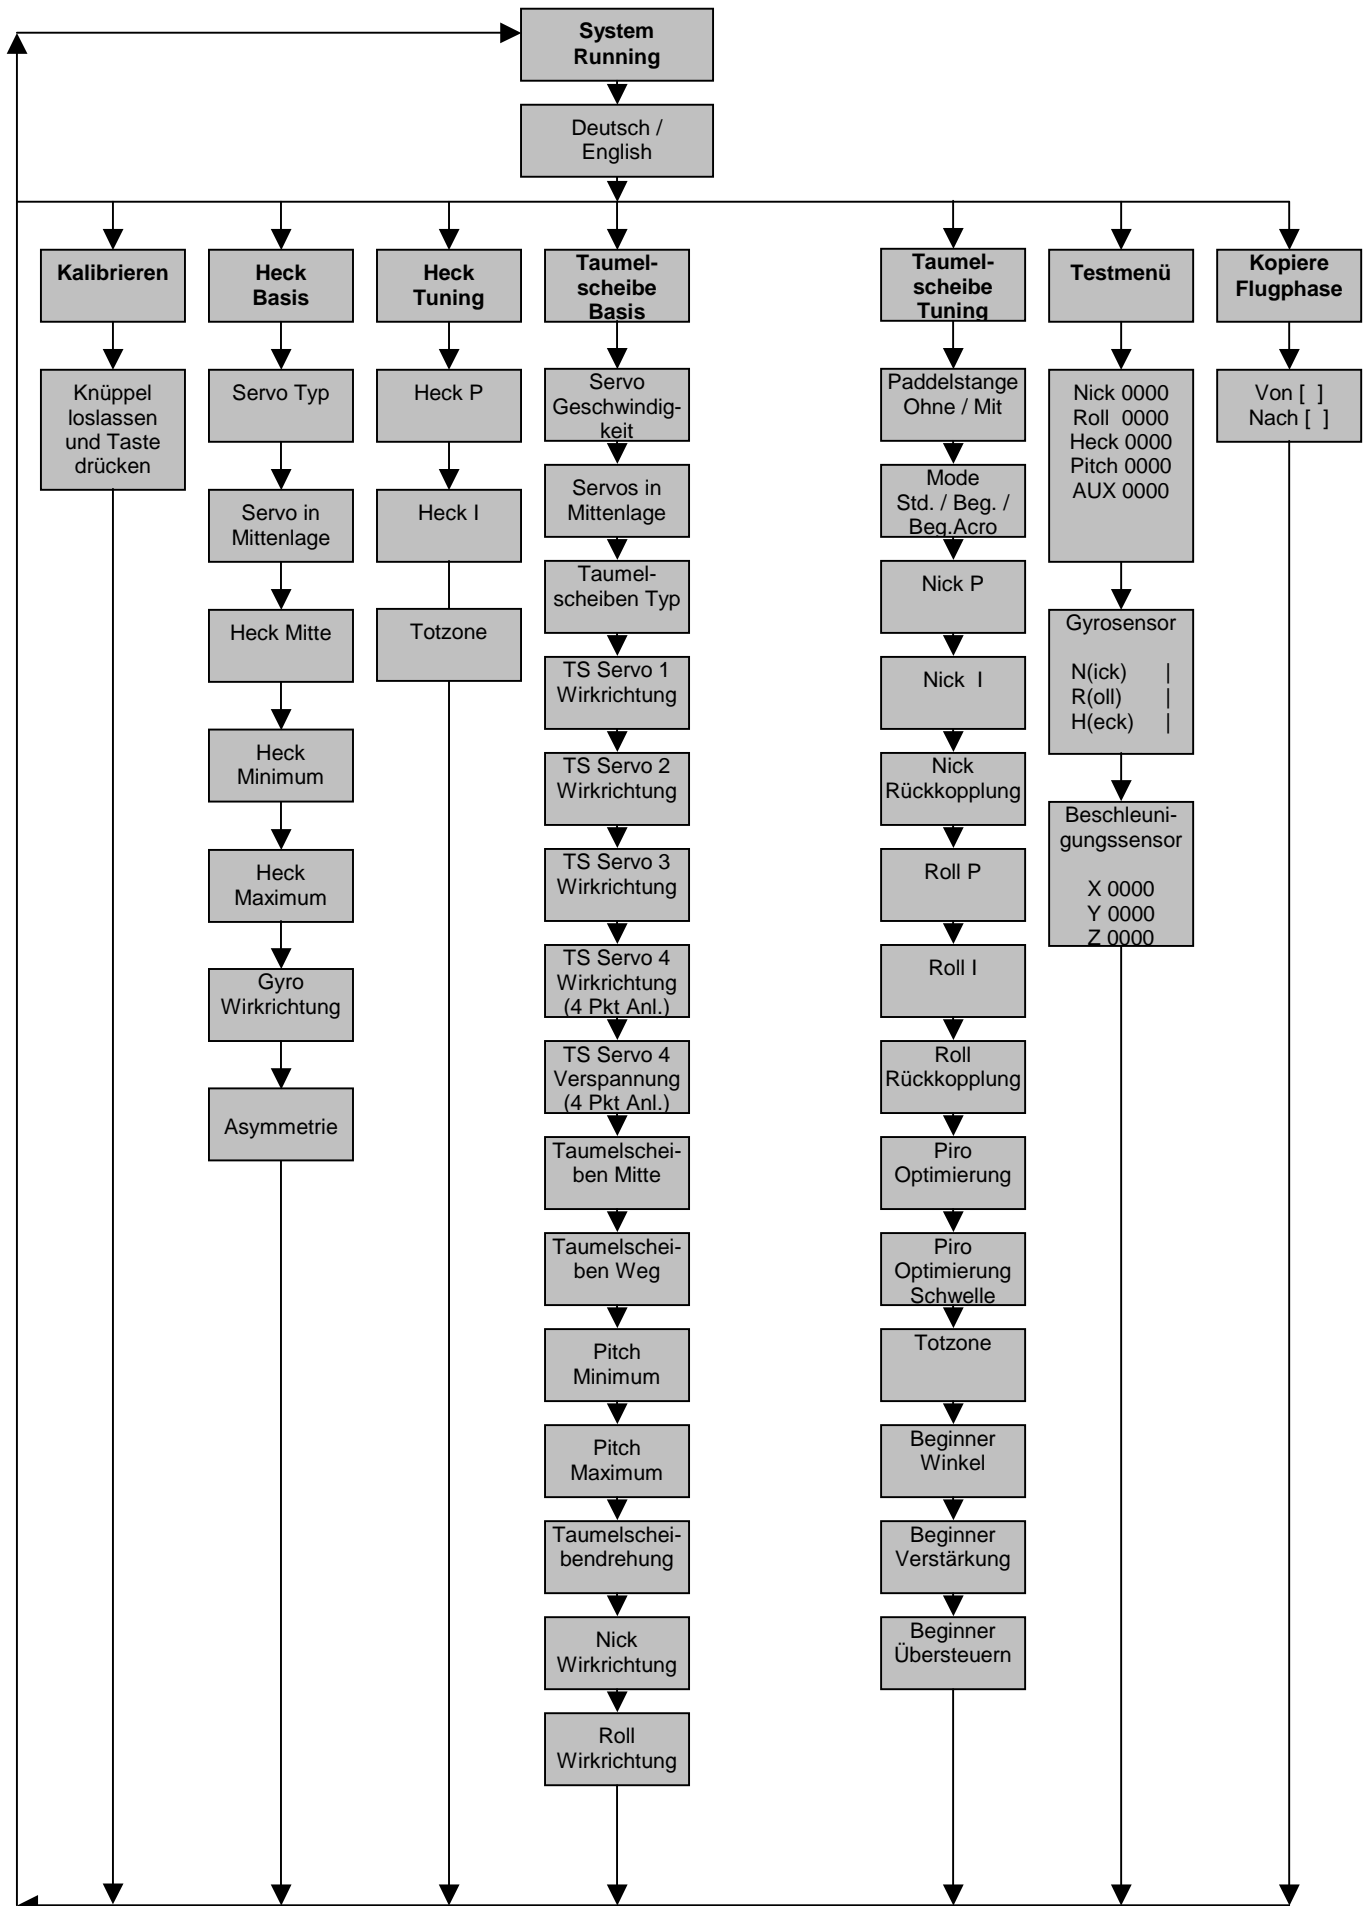 System
Running
Deutsch /
English
Kalibrieren
Knüppel
loslassen
und Taste
drücken
Heck
Basis
Servo Typ
Servo in
Mittenlage
Heck Mitte
Heck
Minimum
Heck
Maximum
Gyro
Wirkrichtung
Asymmetrie
Heck
Tuning
Heck P
Heck I
Totzone
Taumel-
scheibe
Basis
Servo
Geschwindig-
keit
Servos in
Mittenlage
Taumel-
scheiben Typ
TS Servo 1
Wirkrichtung
TS Servo 2
Wirkrichtung
TS Servo 3
Wirkrichtung
TS Servo 4
Wirkrichtung
(4 Pkt Anl.)
TS Servo 4
Verspannung
(4 Pkt Anl.)
Taumelschei-
ben Mitte
Taumelschei-
ben Weg
Pitch
Minimum
Pitch
Maximum
Taumelschei-
bendrehung
Nick
Wirkrichtung
Roll
Wirkrichtung
Taumel-
scheibe
Tuning
Paddelstange
Ohne / Mit
Mode
Std. / Beg. /
Beg.Acro
Nick P
Nick I
Nick
Rückkopplung
Roll P
Roll I
Roll
Rückkopplung
Piro
Optimierung
Piro
Optimierung
Schwelle
Totzone
Beginner
Winkel
Beginner
Verstärkung
Beginner
Übersteuern
Testmenü
Nick 0000
Roll 0000
Heck 0000
Pitch 0000
AUX 0000
Gyrosensor
N(ick) |
R(oll) |
H(eck) |
Beschleuni-
gungssensor
X 0000
Y 0000
Z 0000
Kopiere
Flugphase
Von [ ]
Nach [ ]